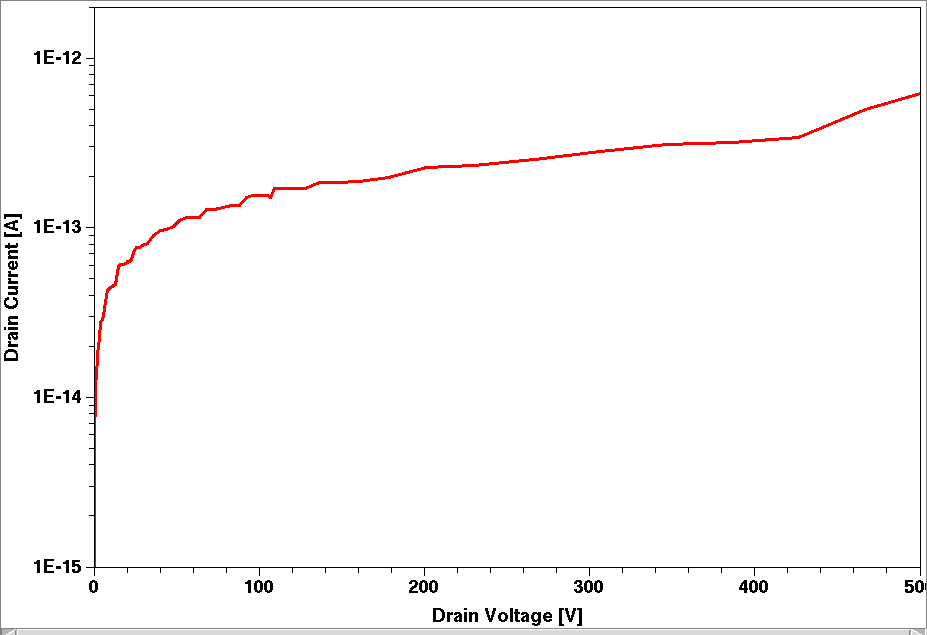 1E-12
1E-13
1E-14
1E-15
Drain Current [A]
0 100 200 300 400 50
Drain Voltage [V]